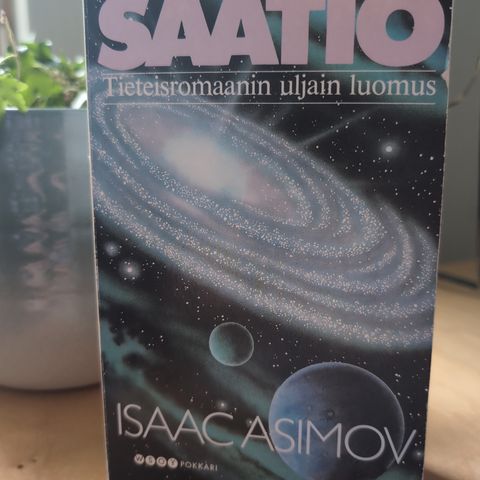 SÄÄTIÖ
Tieteisromaanin uljain luomus
ISAAC ASIMOV
WSOY POKKARI